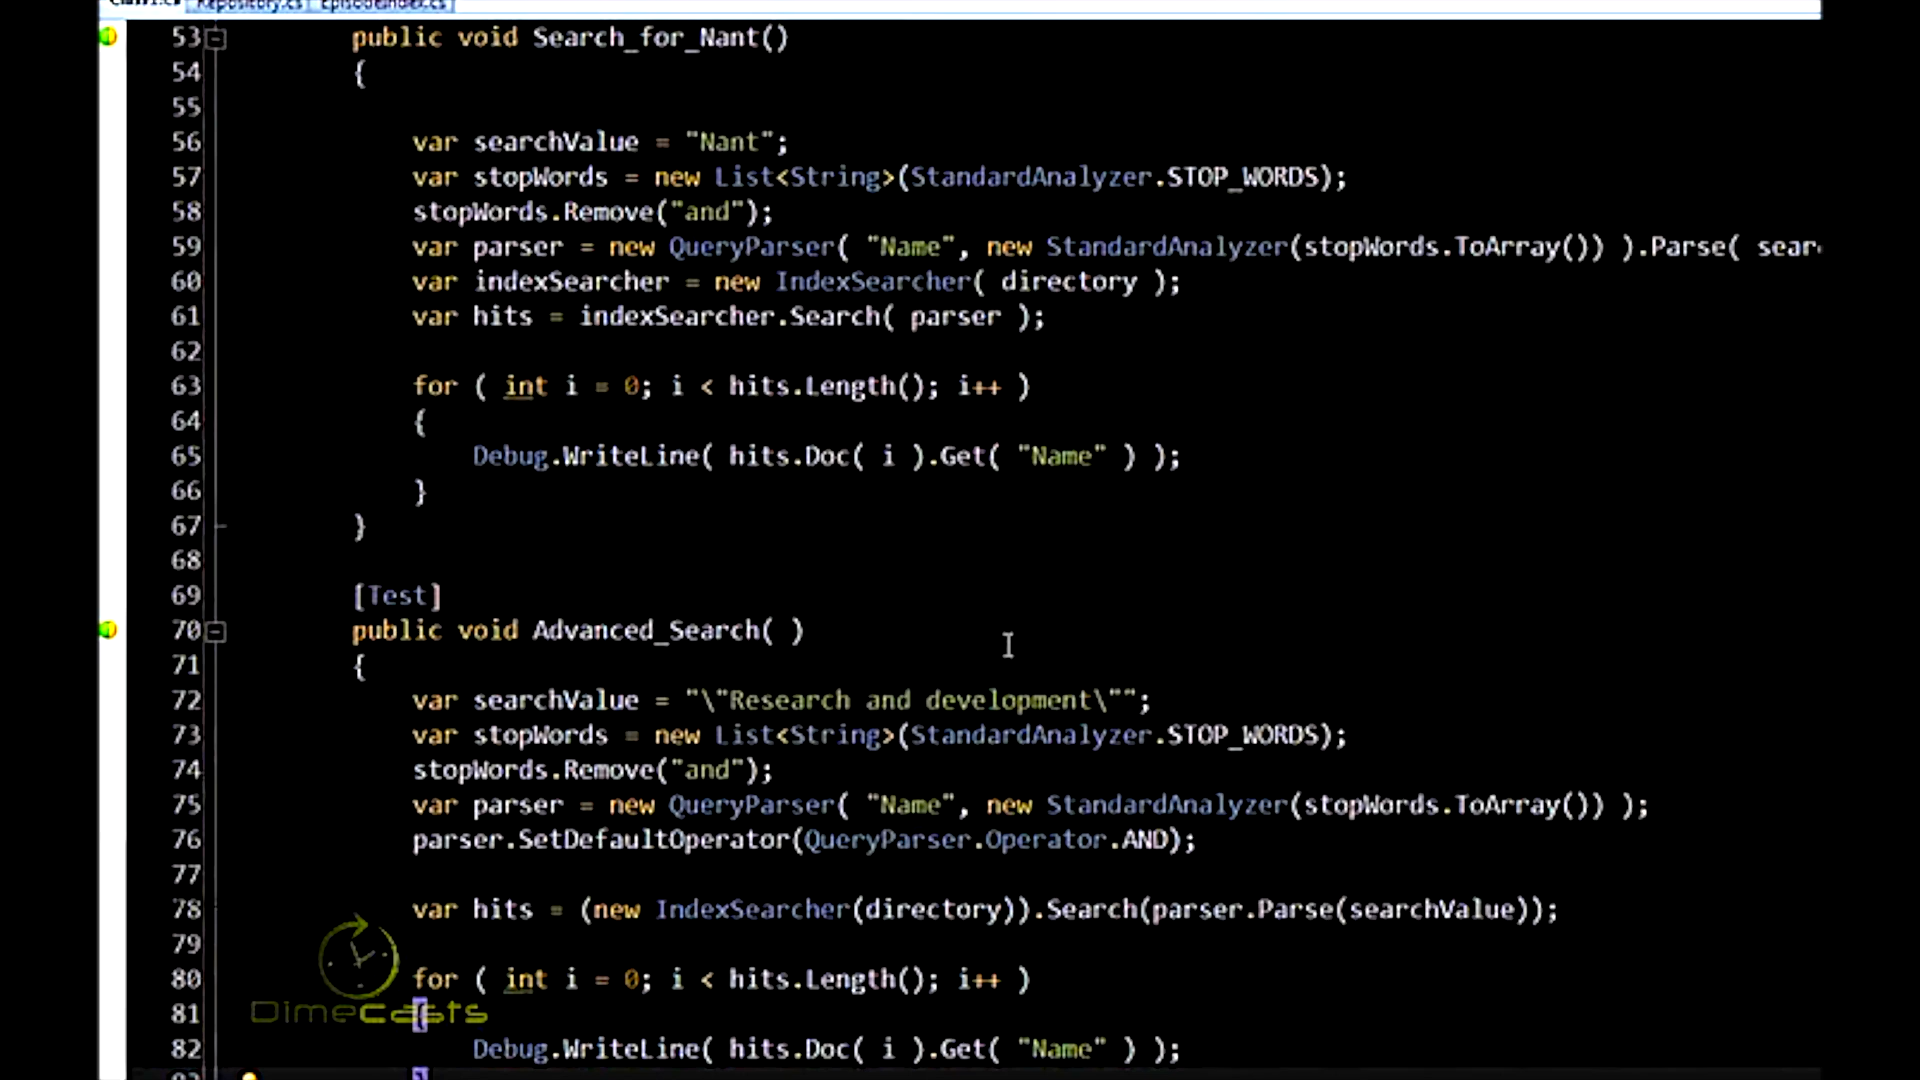 Repository.cs EpisodeIndex.cs
53 public void Search_for_Nant()
54 {
55
56 var searchValue = "Nant";
57 var stopWords = new List<String>(StandardAnalyzer.STOP_WORDS);
58 stopWords.Remove("and");
59 var parser = new QueryParser( "Name", new StandardAnalyzer(stopWords.ToArray()) ).Parse( sear
60 var indexSearcher = new IndexSearcher( directory );
61 var hits = indexSearcher.Search( parser );
62
63 for ( int i = 0; i < hits.Length(); i++ )
64 {
65 Debug.WriteLine( hits.Doc( i ).Get( "Name" ) );
66 }
67 }
68
69 [Test]
70 public void Advanced_Search( )
71 {
72 var searchValue = "\"Research and development\"";
73 var stopWords = new List<String>(StandardAnalyzer.STOP_WORDS);
74 stopWords.Remove("and");
75 var parser = new QueryParser( "Name", new StandardAnalyzer(stopWords.ToArray()) );
76 parser.SetDefaultOperator(QueryParser.Operator.AND);
77
78 var hits = (new IndexSearcher(directory)).Search(parser.Parse(searchValue));
79
80 for ( int i = 0; i < hits.Length(); i++ )
81 {
Dimecasts
82 Debug.WriteLine( hits.Doc( i ).Get( "Name" ) );
}